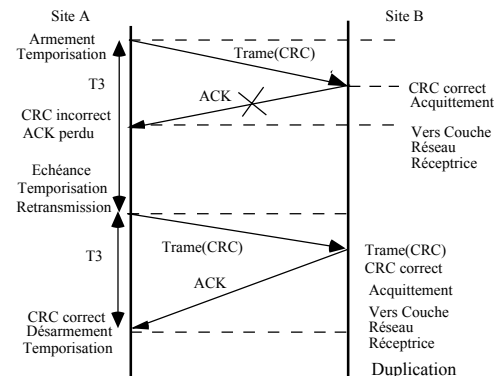 Site A
Site B
Armement
Temporisation
Trame(CRC)
T3
ACK
CRC correct
Acquittement
CRC incorrect
ACK perdu
Vers Couche
Réseau
Réceptrice
Echéance
Temporisation
Retransmission
Trame(CRC)
Trame(CRC)
CRC correct
T3
ACK
Acquittement
CRC correct
Désarmement
Temporisation
Vers Couche
Réseau
Réceptrice
Duplication